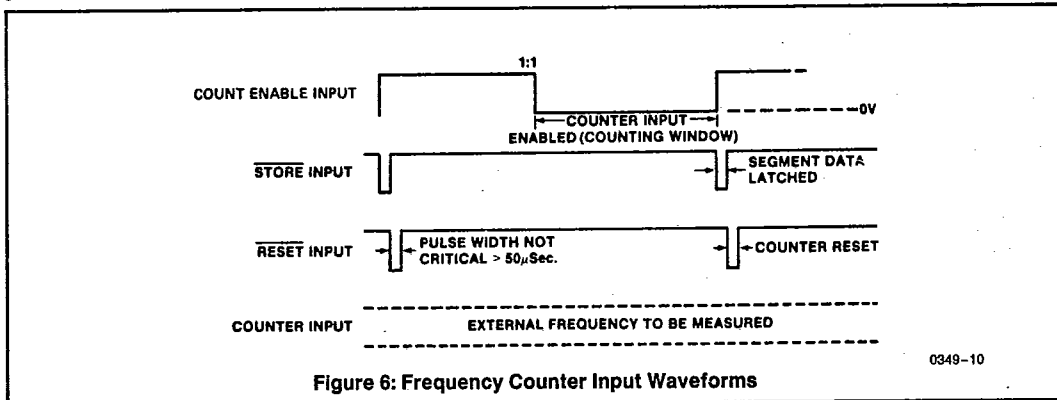 1:1
COUNT ENABLE INPUT
0V
COUNTER INPUT
ENABLED (COUNTING WINDOW)
STORE INPUT
SEGMENT DATA
LATCHED
RESET INPUT
PULSE WIDTH NOT
CRITICAL > 50μSec.
COUNTER RESET
COUNTER INPUT
EXTERNAL FREQUENCY TO BE MEASURED
0349-10
Figure 6: Frequency Counter Input Waveforms